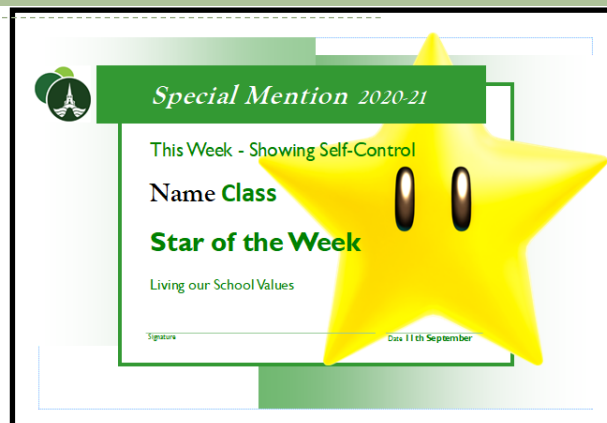 Special Mention 2020-21
This Week - Showing Self-Control
Name Class
Star of the Week
Living our School Values
Signature Date 11th September